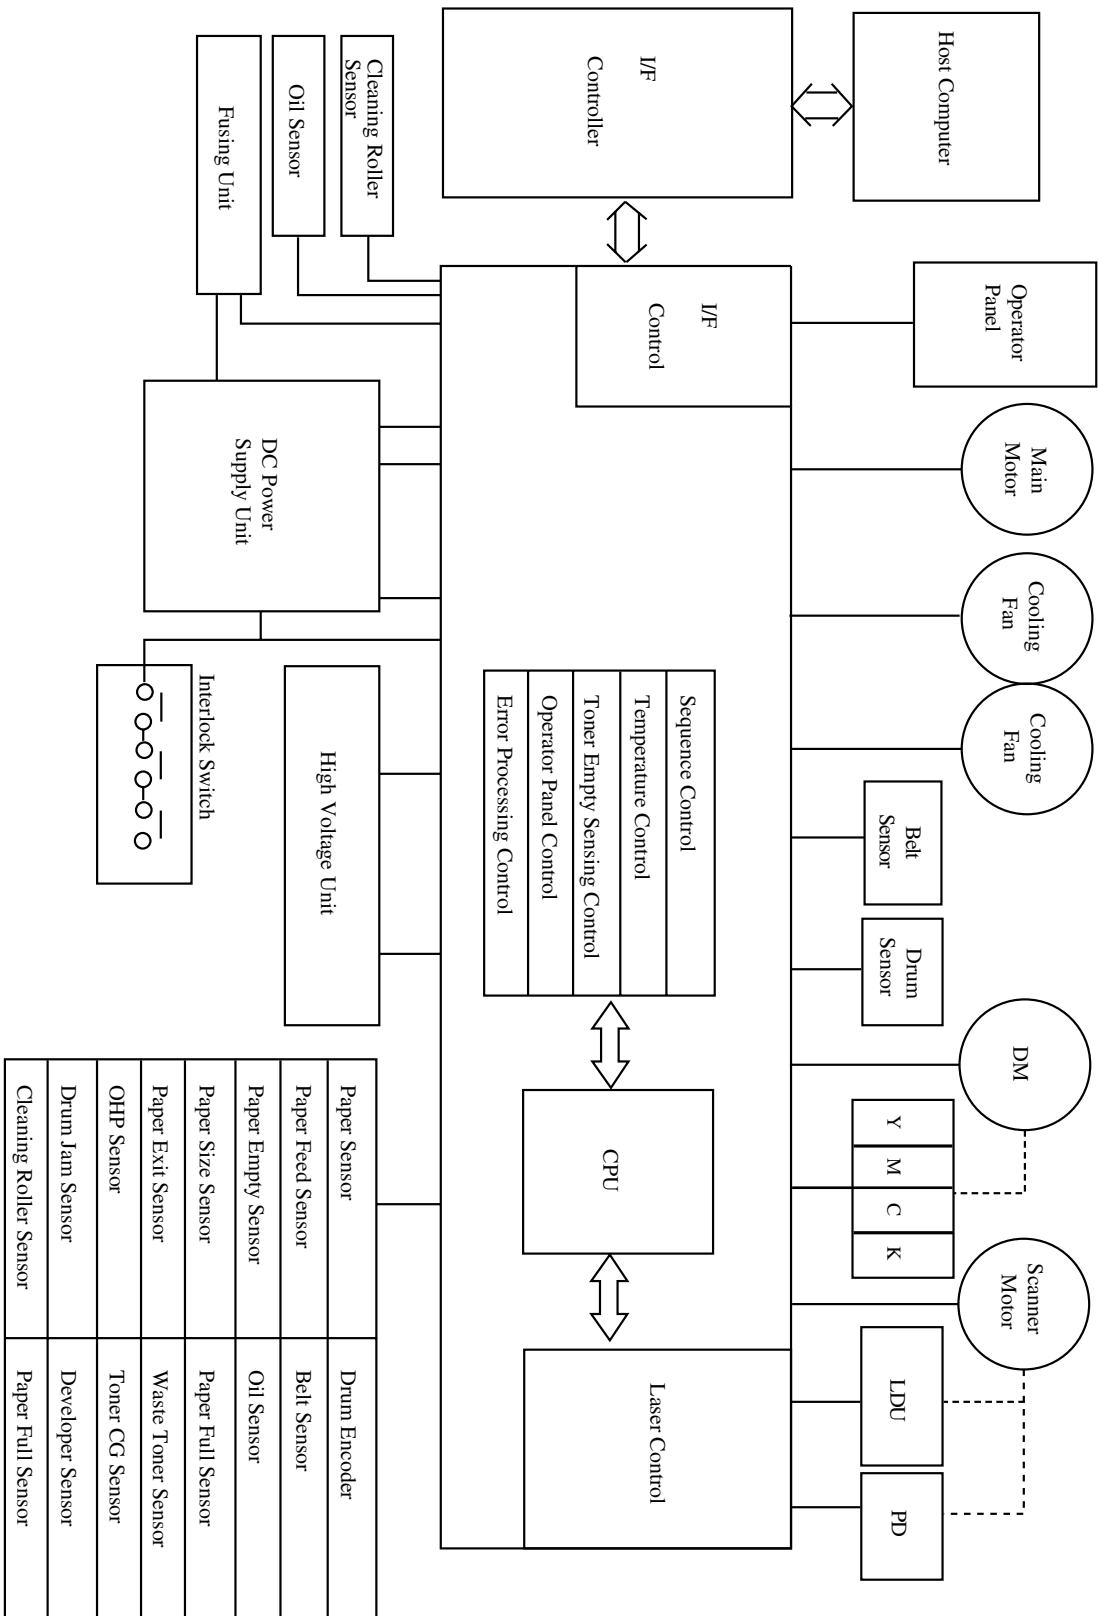 Host Computer
I/F
Controller
Cleaning Roller
Sensor
Oil Sensor
Fusing Unit
Operator
Panel
I/F
Control
Main
Motor
Cooling
Fan
Cooling
Fan
Belt
Sensor
Drum
Sensor
DM
Y
M
C
K
Scanner
Motor
LDU
PD
Sequence Control
Temperature Control
Toner Empty Sensing Control
Operator Panel Control
Error Processing Control
CPU
Laser Control
DC Power
Supply Unit
Interlock Switch
High Voltage Unit
Paper Sensor
Drum Encoder
Paper Feed Sensor
Belt Sensor
Paper Empty Sensor
Oil Sensor
Paper Size Sensor
Paper Full Sensor
Paper Exit Sensor
Waste Toner Sensor
OHP Sensor
Toner CG Sensor
Drum Jam Sensor
Developer Sensor
Cleaning Roller Sensor
Paper Full Sensor